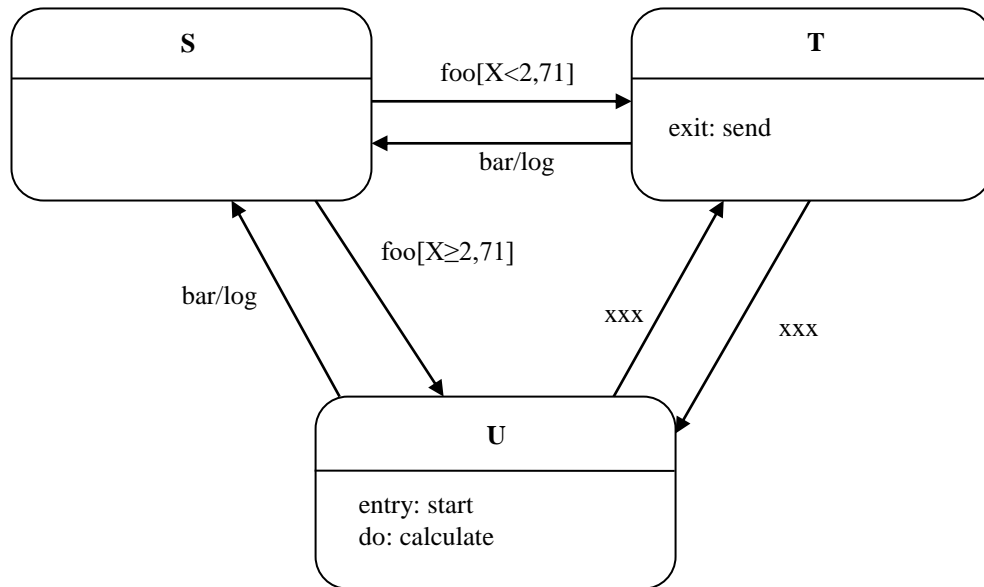 S
T
foo[X<2,71]
exit: send
bar/log
foo[X≥2,71]
bar/log
xxx
xxx
U
entry: start
do: calculate